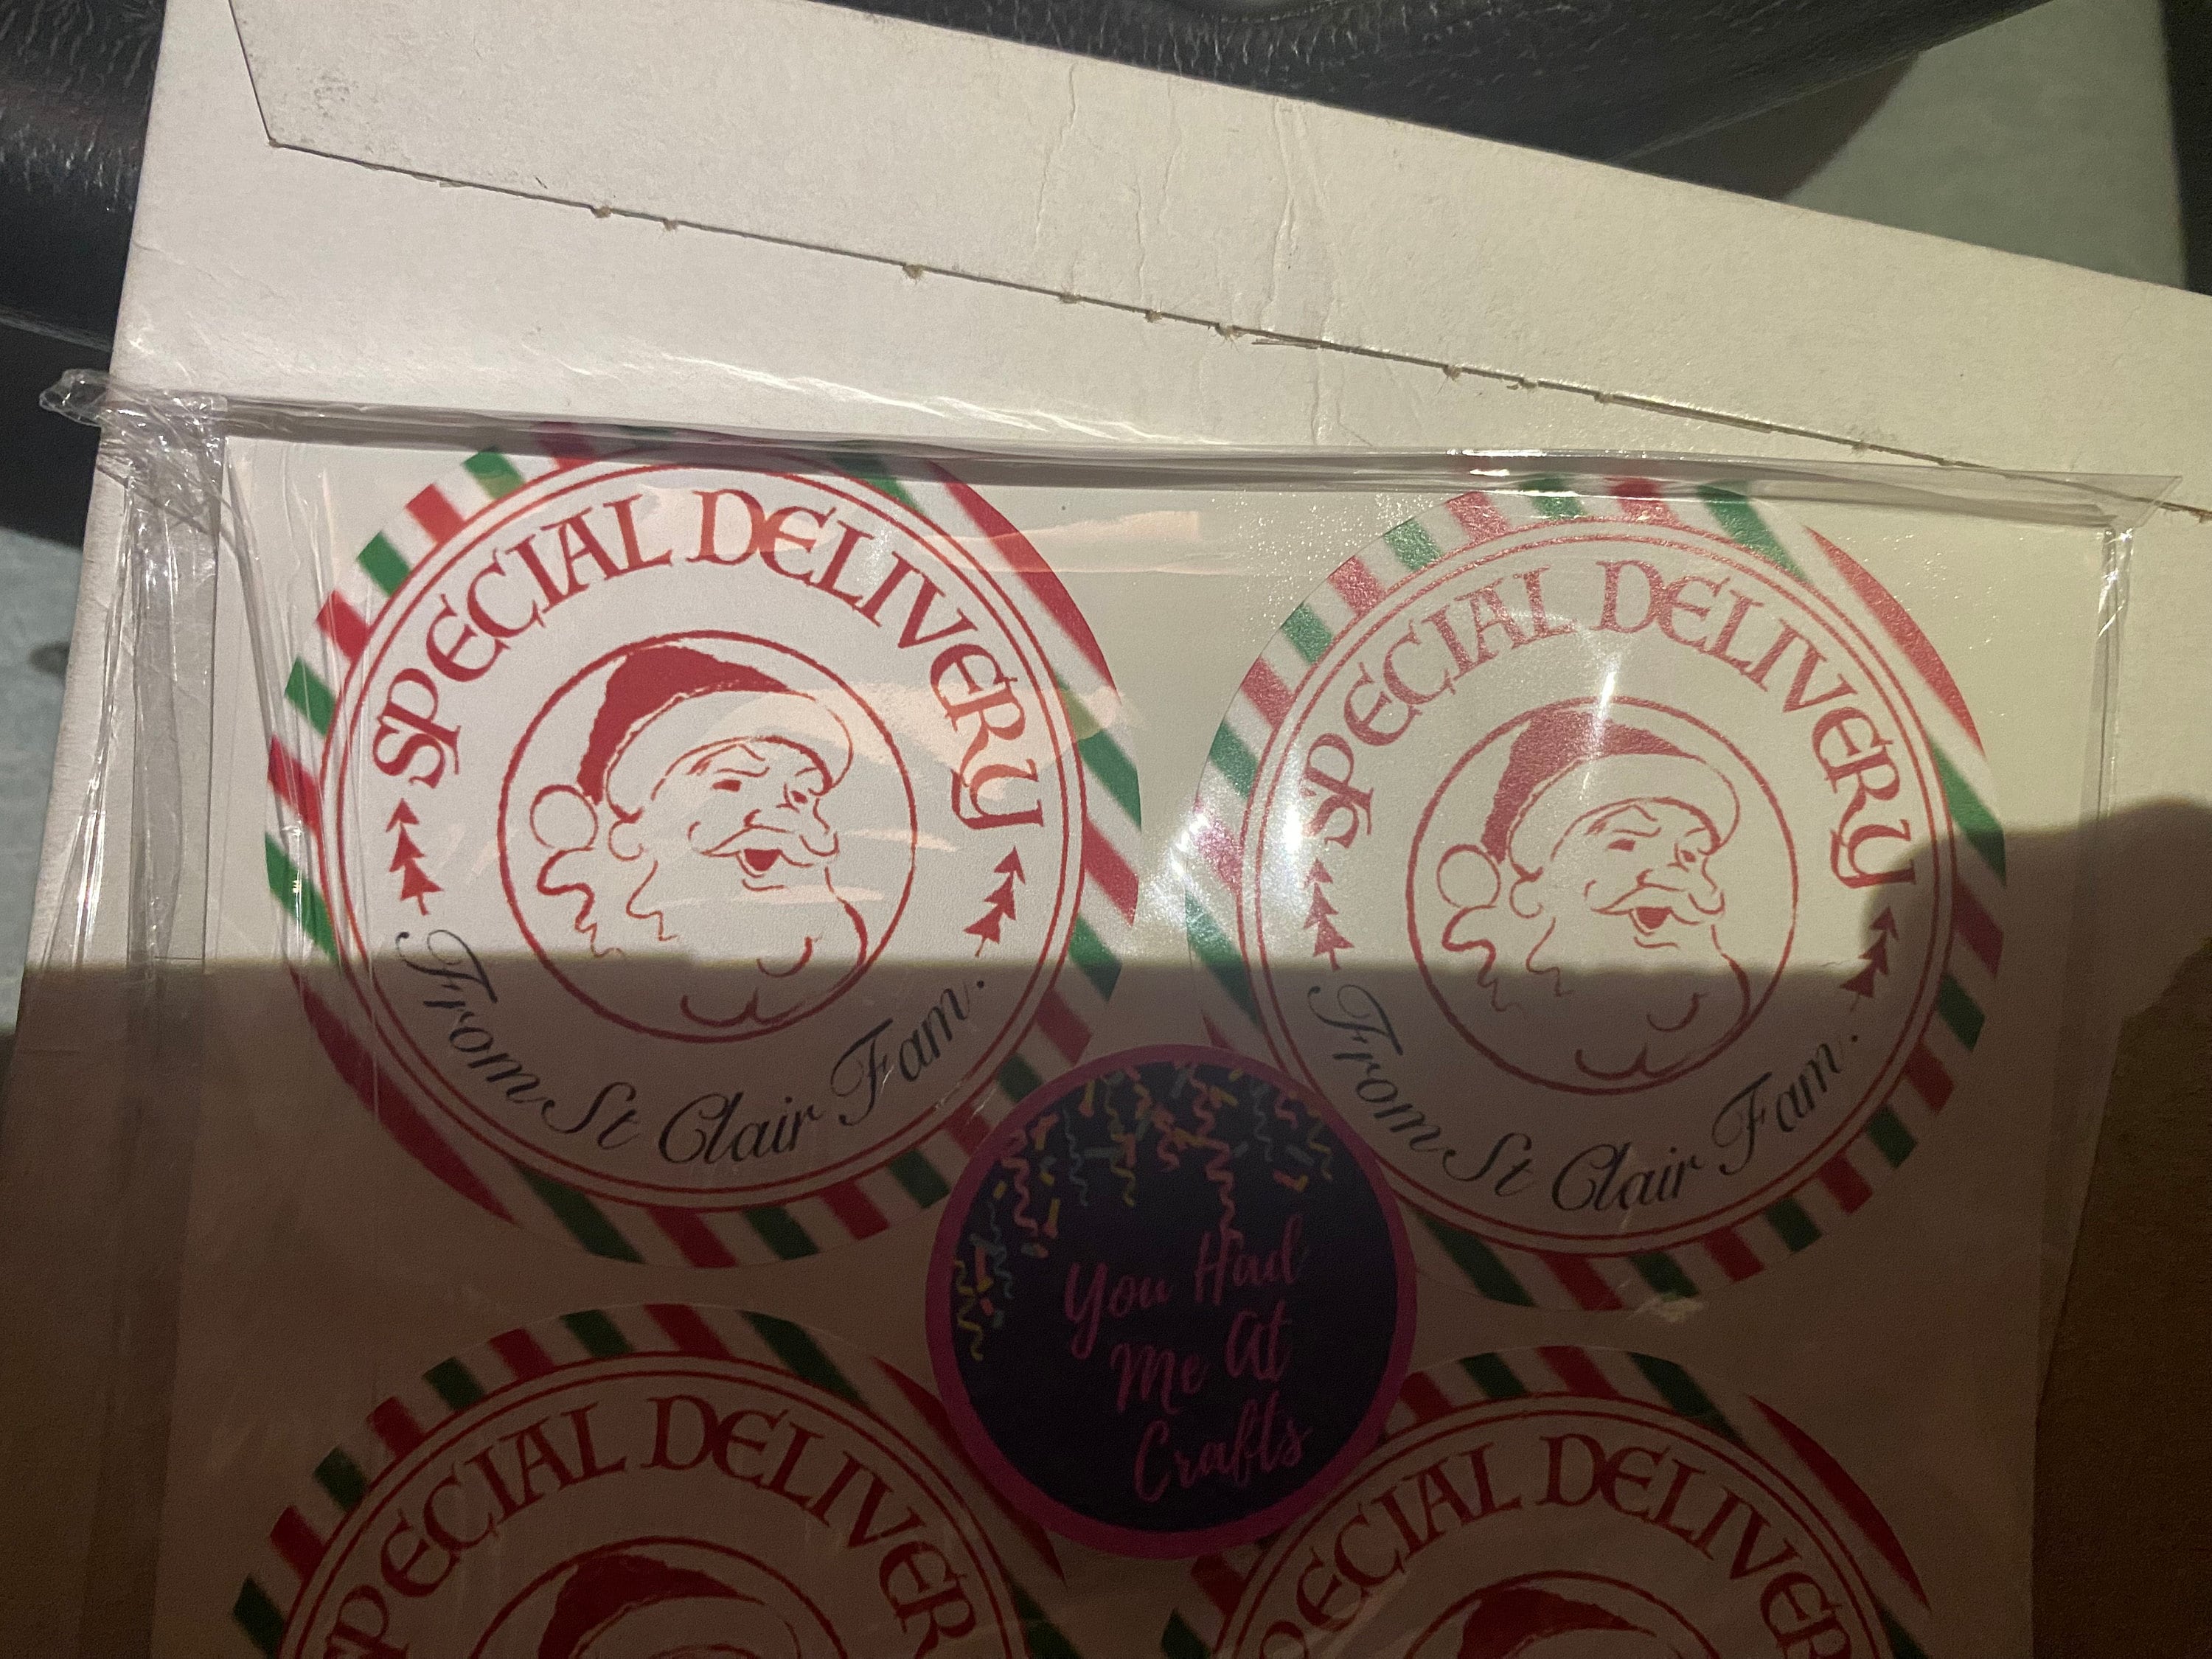 SPECIAL DELIVERY
From St Clair Fam.
SPECIAL DELIVERY
From St Clair Fam.
You Had
Me At
Crafts
SPECIAL DELIVER
SPECIAL DELIVER